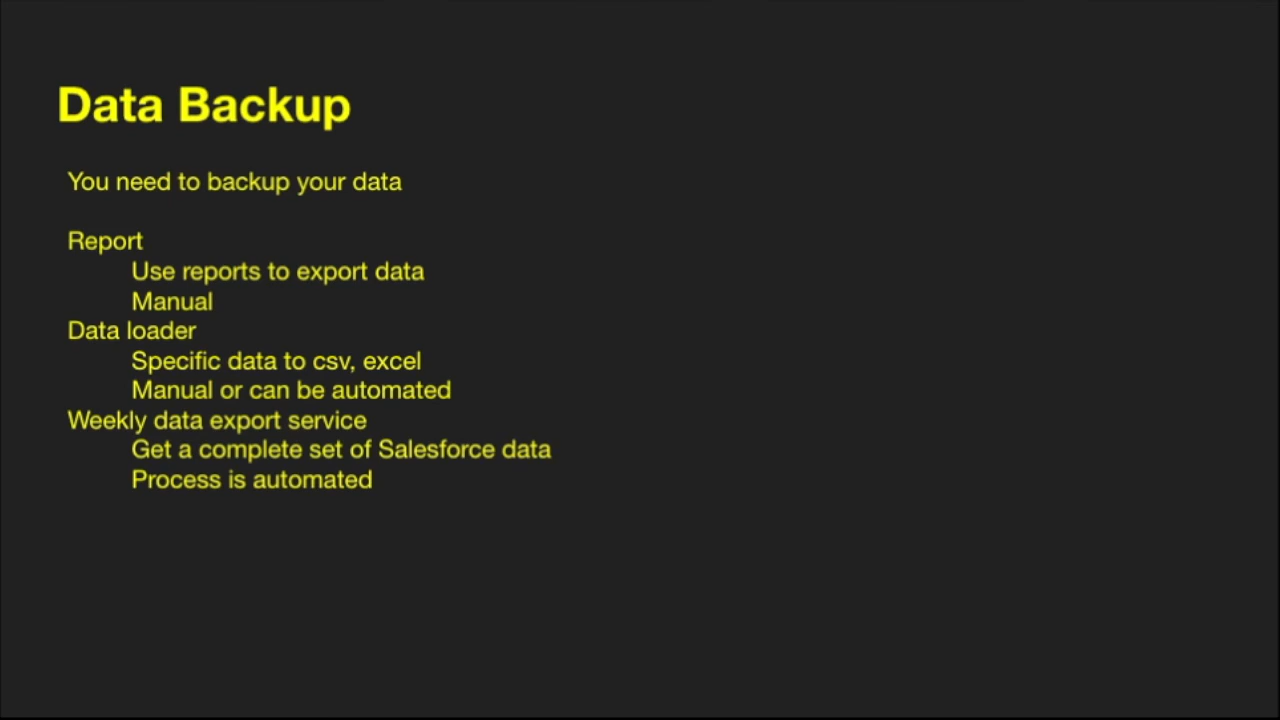 Data Backup
You need to backup your data
Report
Use reports to export data
Manual
Data loader
Specific data to csv, excel
Manual or can be automated
Weekly data export service
Get a complete set of Salesforce data
Process is automated